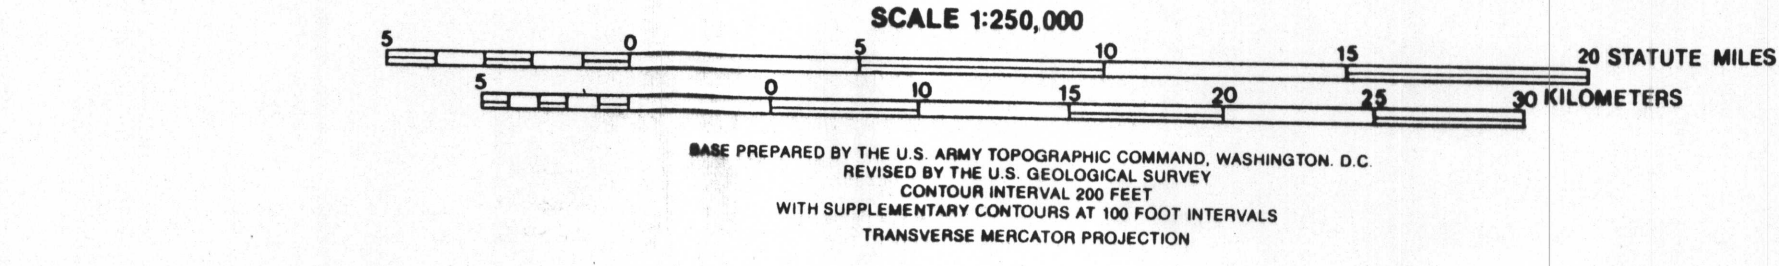 SCALE 1:250,000
5 0 5 10 15 20 STATUTE MILES
5 0 10 15 20 25 30 KILOMETERS
BASE PREPARED BY THE U.S. ARMY TOPOGRAPHIC COMMAND, WASHINGTON. D.C.
REVISED BY THE U.S. GEOLOGICAL SURVEY
CONTOUR INTERVAL 200 FEET
WITH SUPPLEMENTARY CONTOURS AT 100 FOOT INTERVALS
TRANSVERSE MERCATOR PROJECTION